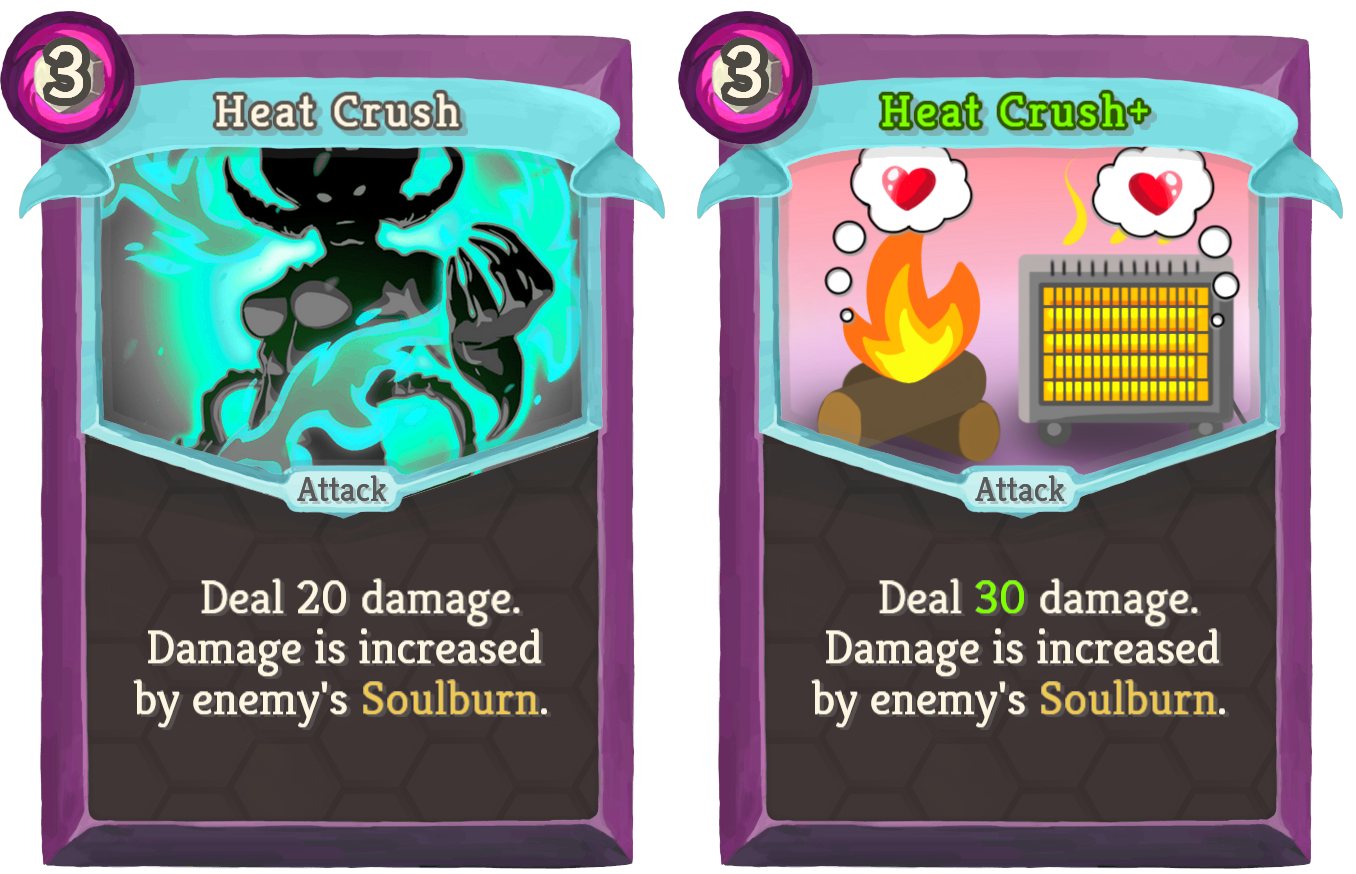 3
Heat Crush
Attack
Deal 20 damage.
Damage is increased
by enemy's Soulburn.
3
Heat Crush+
Attack
Deal 30 damage.
Damage is increased
by enemy's Soulburn.